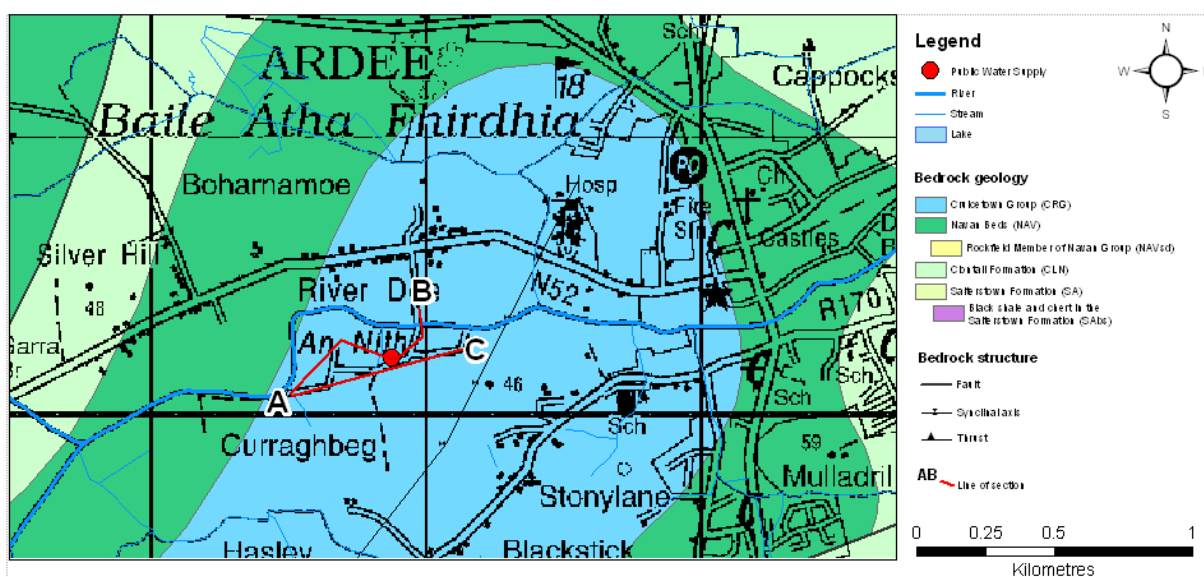 ARDEE
Baile Atha Fhirdhia
18
Sch
Cappocks
Boharnamoe
Hosp
PO
Ch
Fire
Stn
Castles
Silver Hill
48
River Dee
B
N52
R170
An Nith
C
A
46
Sch
Sch
Sch
Curraghbeg
59
Mulladril
Stonylane
Hasley
Blackstick
Legend
Public Water Supply
River
Stream
Lake
Bedrock geology
Cruicetown Group (CRG)
Navan Beds (NAV)
Rockfield Member of Navan Group (NAVsd)
Clontail Formation (CLN)
Salterstown Formation (SA)
Black shale and chert in the
Salterstown Formation (SAbs)
Bedrock structure
Fault
Synclinal axis
Thrust
AB
Line of section
N
W
S
0 0.25 0.5 1
Kilometres